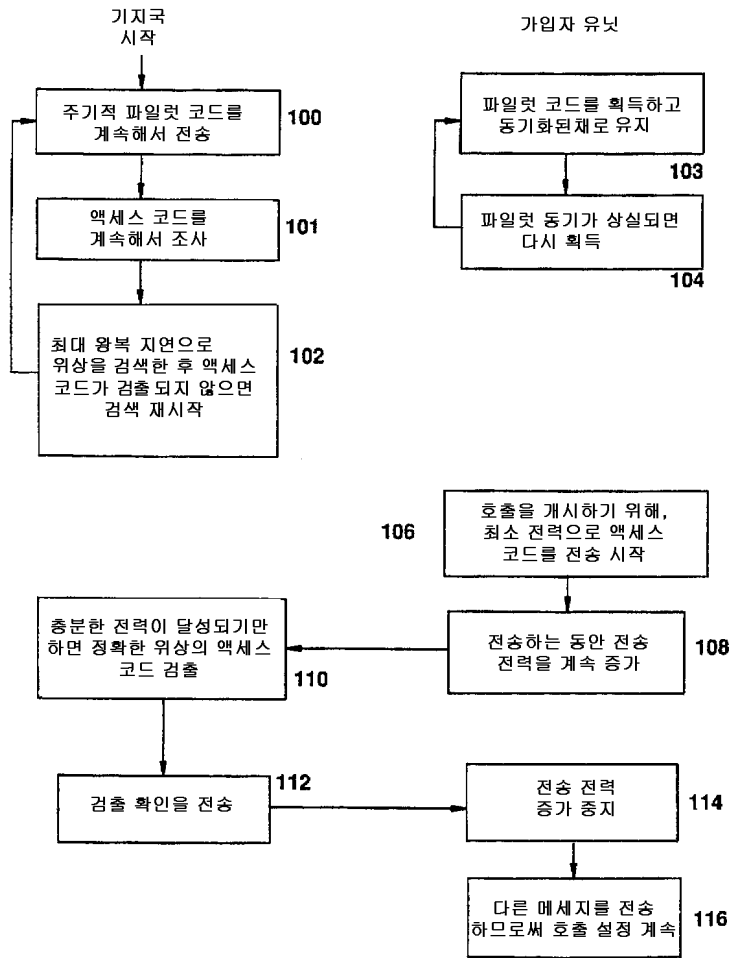 기지국
시작
가입자 유닛
주기적 파일럿 코드를
계속해서 전송
100
파일럿 코드를 획득하고
동기화된채로 유지
103
액세스 코드를
계속해서 조사
101
파일럿 동기가 상실되면
다시 획득
104
최대 왕복 지연으로
위상을 검색한 후 액세스
코드가 검출되지 않으면
검색 재시작
102
호출을 개시하기 위해,
최소 전력으로 액세스
코드를 전송 시작
106
전송하는 동안 전송
전력을 계속 증가
108
충분한 전력이 달성되기만
하면 정확한 위상의 액세스
코드 검출
110
검출 확인을 전송
112
전송 전력
증가 중지
114
다른 메세지를 전송
하므로써 호출 설정 계속
116